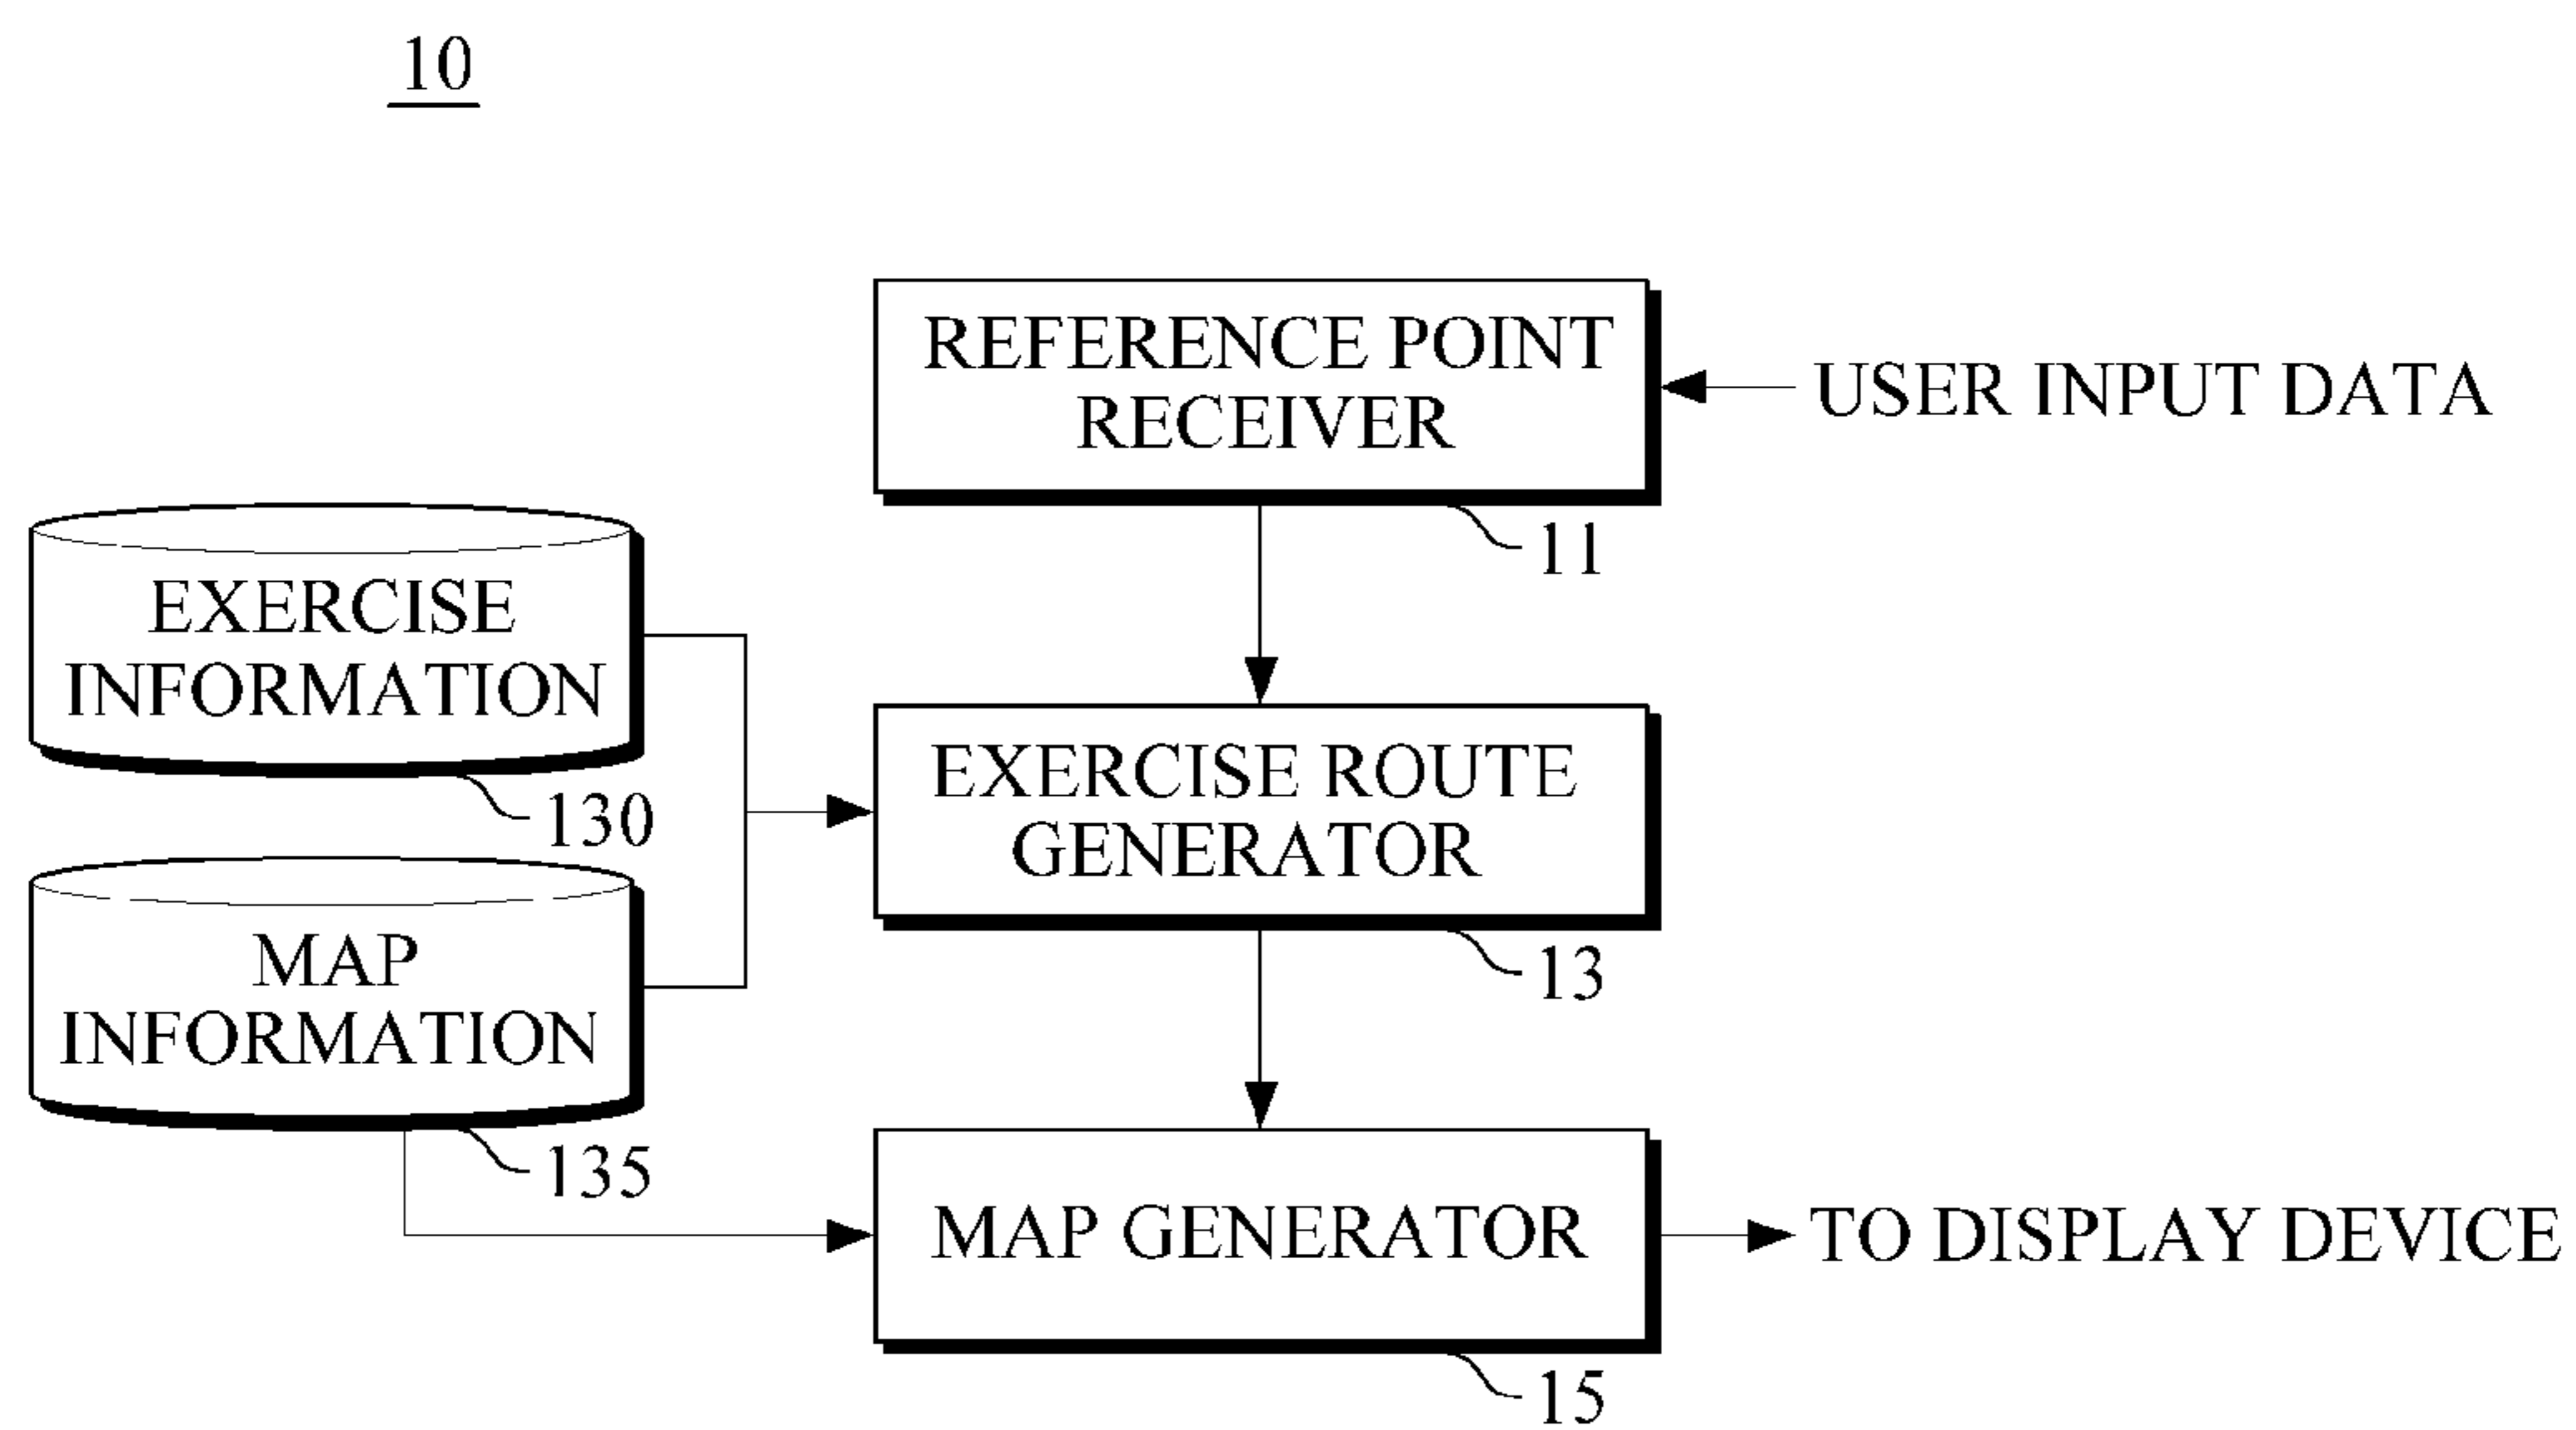 10
REFERENCE POINT
RECEIVER
USER INPUT DATA
11
EXERCISE
INFORMATION
130
EXERCISE ROUTE
GENERATOR
13
MAP
INFORMATION
135
MAP GENERATOR
TO DISPLAY DEVICE
15